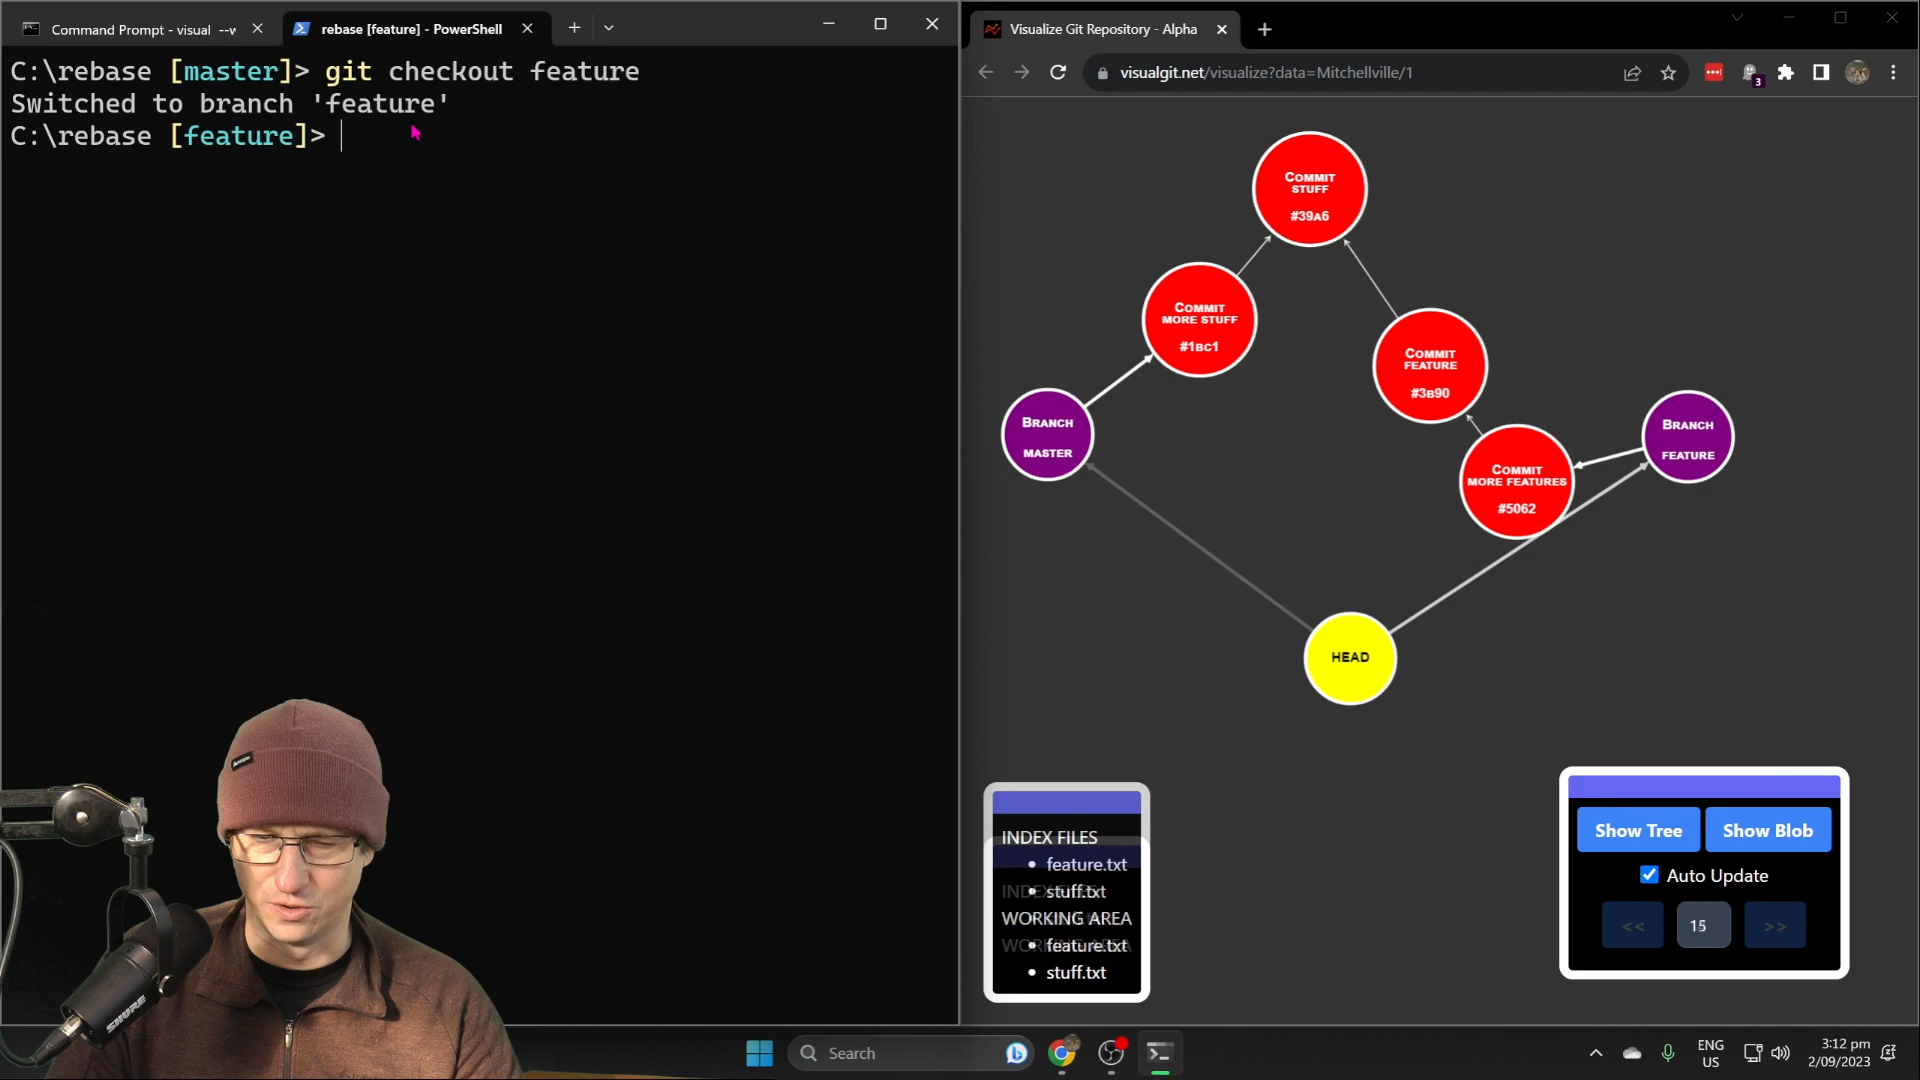 Command Prompt - visual --w
rebase [feature] - PowerShell
C:\rebase [master]> git checkout feature
Switched to branch 'feature'
C:\rebase [feature]>
Visualize Git Repository - Alpha
visualgit.net/visualize?data=Mitchellville/1
3
COMMIT
STUFF
#39A6
COMMIT
MORE STUFF
#1BC1
COMMIT
FEATURE
#3B90
COMMIT
MORE FEATURES
#5062
BRANCH
MASTER
BRANCH
FEATURE
HEAD
INDEX FILES
• feature.txt
• stuff.txt
WORKING AREA
• feature.txt
• stuff.txt
Show Tree
Show Blob
Auto Update
<<
15
>>
SHURE
Search
ENG
US
3:12 pm
2/09/2023